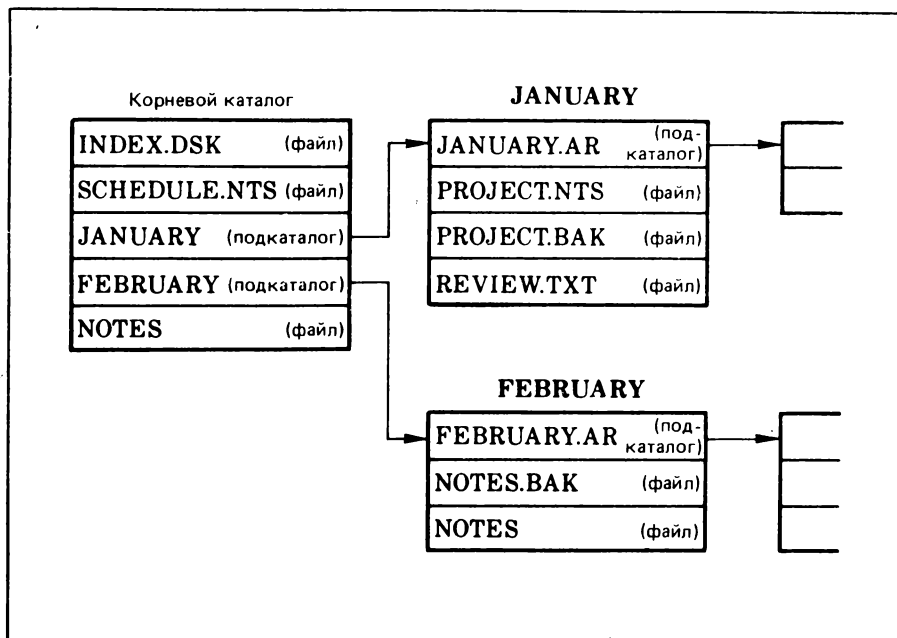 Корневой каталог
INDEX.DSK (файл)
SCHEDULE.NTS (файл)
JANUARY (подкаталог)
FEBRUARY (подкаталог)
NOTES (файл)
JANUARY
JANUARY.AR (под-
каталог)
PROJECT.NTS (файл)
PROJECT.BAK (файл)
REVIEW.TXT (файл)
FEBRUARY
FEBRUARY.AR (под-
каталог)
NOTES.BAK (файл)
NOTES (файл)